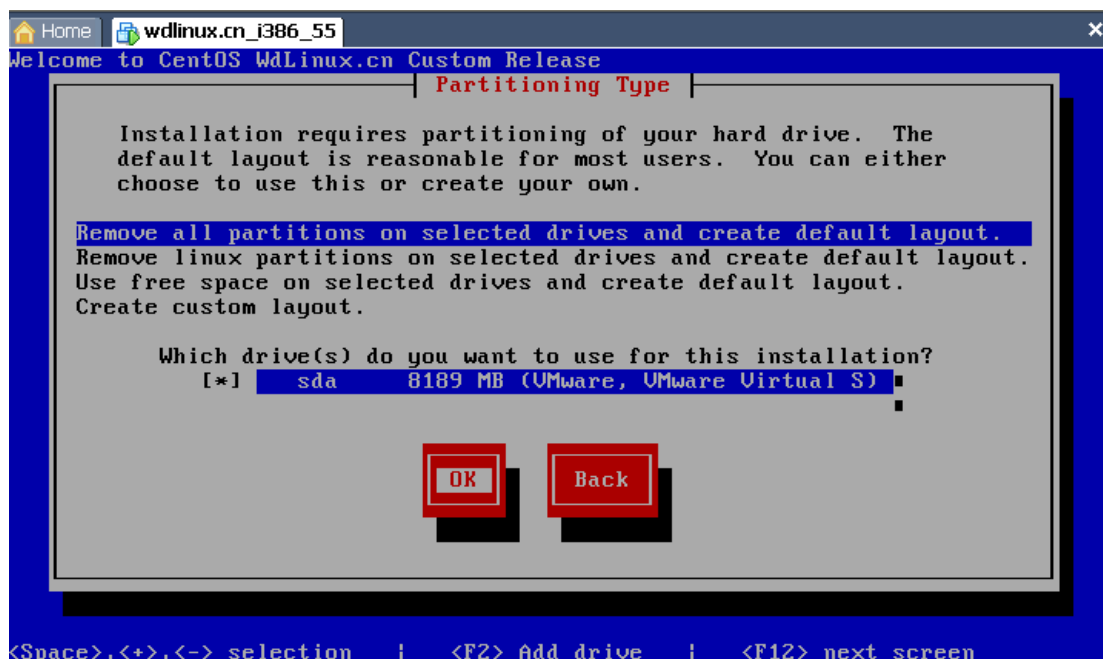 Home wdlinux.cn_i386_55
Welcome to CentOS WdLinux.cn Custom Release
Partitioning Type
Installation requires partitioning of your hard drive. The
default layout is reasonable for most users. You can either
choose to use this or create your own.
Remove all partitions on selected drives and create default layout.
Remove linux partitions on selected drives and create default layout.
Use free space on selected drives and create default layout.
Create custom layout.
Which drive(s) do you want to use for this installation?
[*] sda 8189 MB (VMware, VMware Virtual S)
OK Back
<Space>,<+>,<-> selection | <F2> Add drive | <F12> next screen